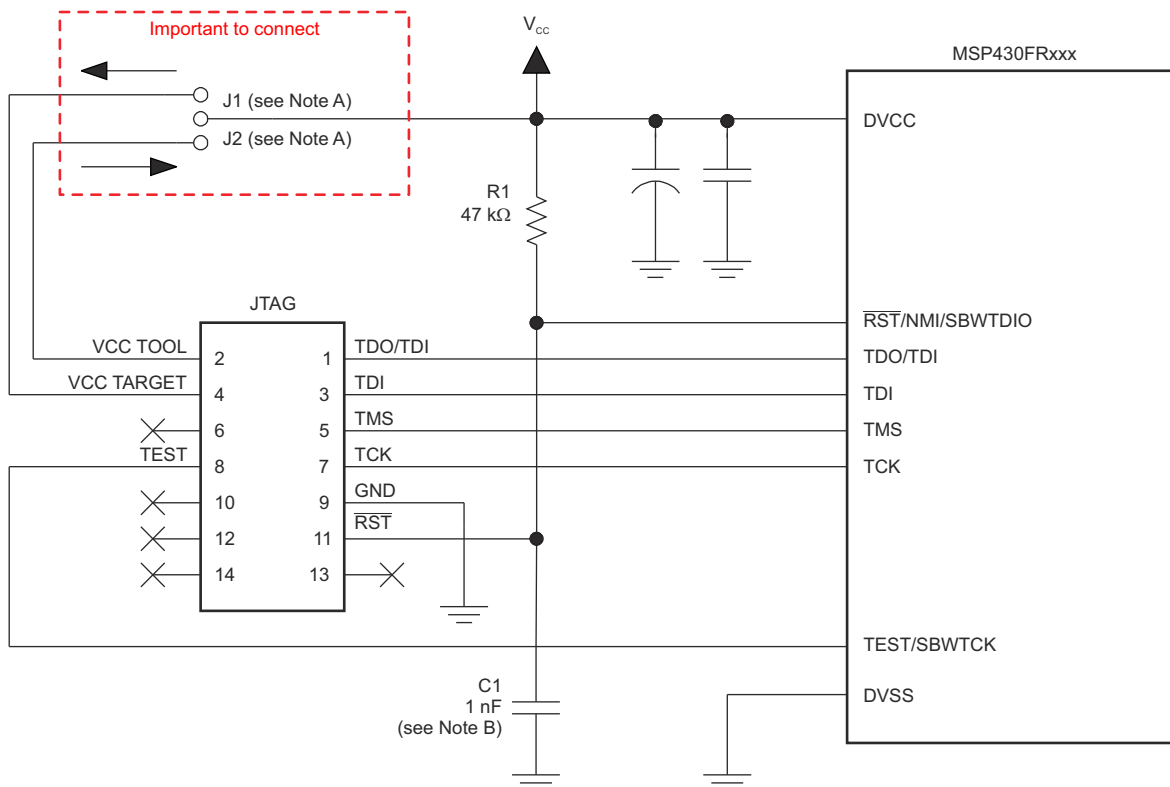 Important to connect
J1 (see Note A)
J2 (see Note A)
VCC
MSP430FRxxx
DVCC
R1
47 kΩ
JTAG
RST/NMI/SBWTDIO
VCC TOOL
2
1
TDO/TDI
TDO/TDI
VCC TARGET
4
3
TDI
TDI
6
5
TMS
TMS
TEST
8
7
TCK
TCK
10
9
GND
12
11
RST
14
13
TEST/SBWTCK
C1
1 nF
(see Note B)
DVSS